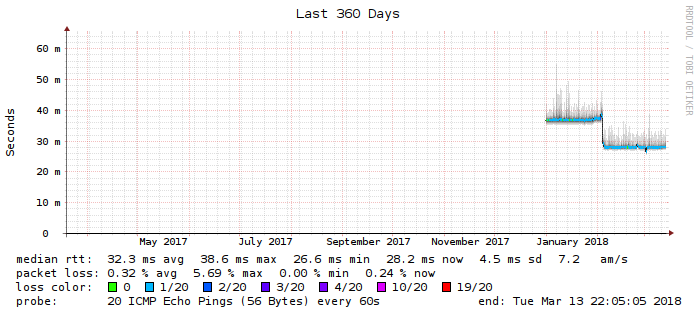 Last 360 Days
RRDTOOL / TOBI OETIKER
Seconds
60 m
50 m
40 m
30 m
20 m
10 m
0
May 2017 July 2017 September 2017 November 2017 January 2018
median rtt: 32.3 ms avg 38.6 ms max 26.6 ms min 28.2 ms now 4.5 ms sd 7.2 am/s
packet loss: 0.32 % avg 5.69 % max 0.00 % min 0.24 % now
loss color: 0 1/20 2/20 3/20 4/20 10/20 19/20
probe: 20 ICMP Echo Pings (56 Bytes) every 60s end: Tue Mar 13 22:05:05 2018